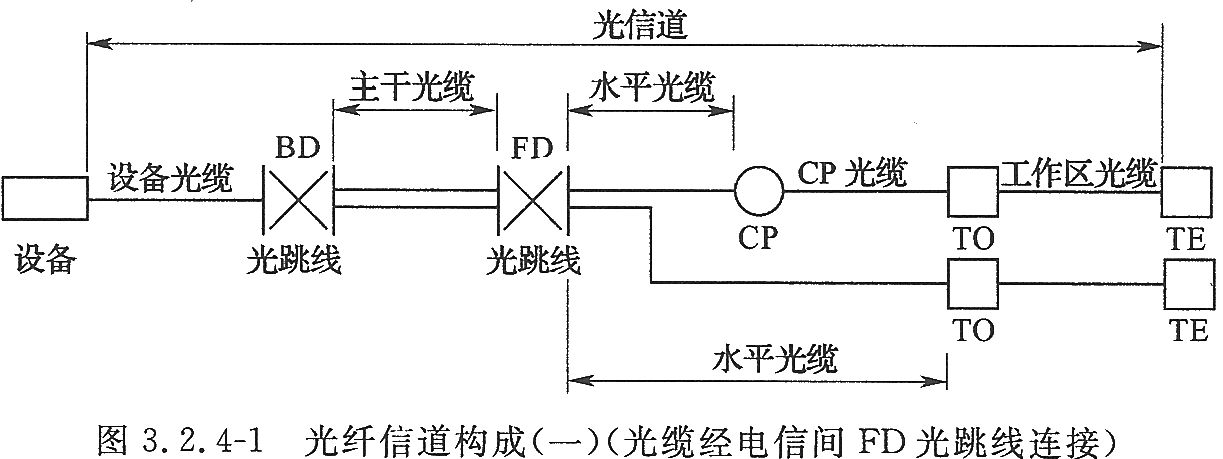 光信道
主干光缆 水平光缆
BD FD
设备光缆 CP 光缆 工作区光缆
设备 光跳线 光跳线 CP TO TE
TO TE
水平光缆
图 3.2.4-1 光纤信道构成(一)(光缆经电信间 FD 光跳线连接)